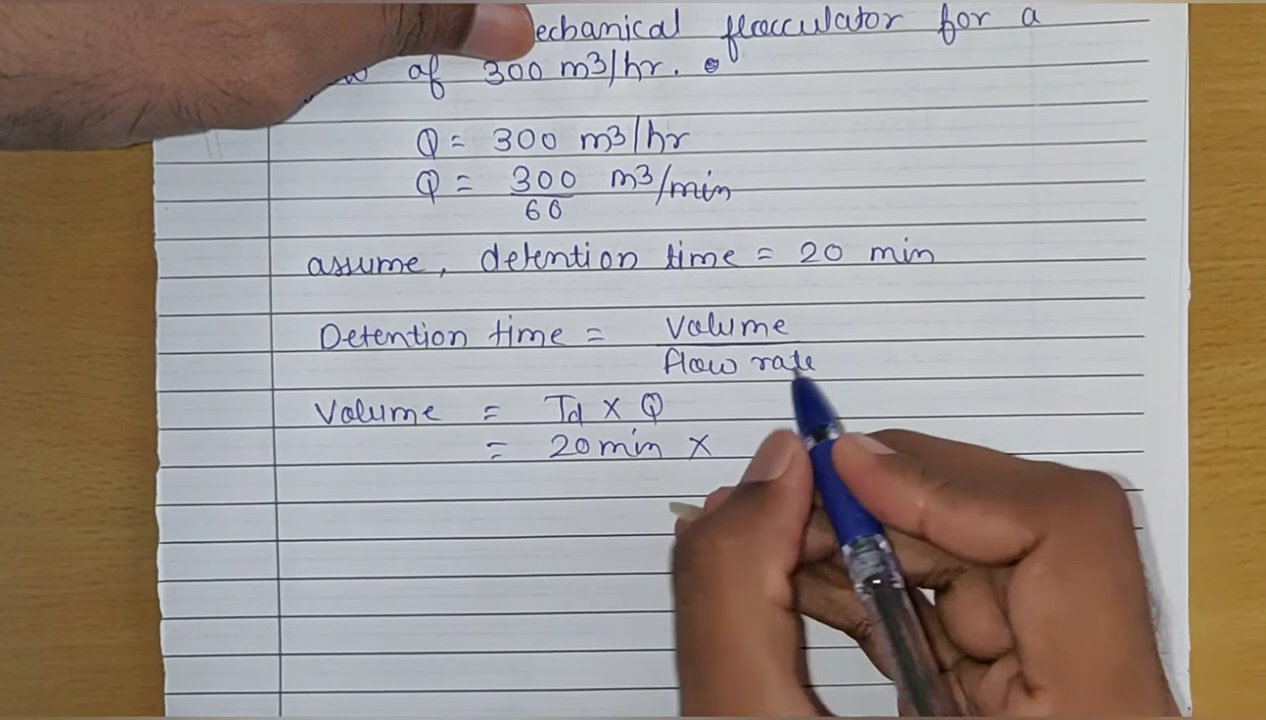 echanical flocculator for a
of 300 m3/hr.
Q = 300 m3/hr
Q = 300/60 m3/min
assume, detention time = 20 min
Detention time = Volume/flow rate
Volume = Td X Q
= 20min X